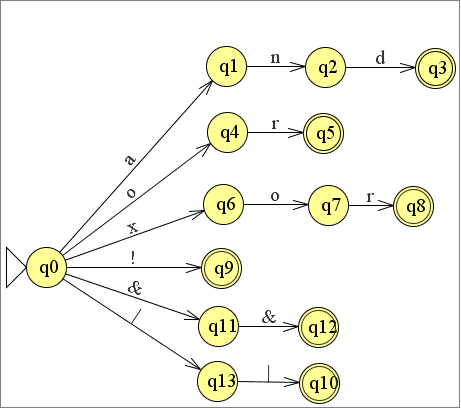 q1 n q2 d q3
a
q4 r q5
o
q6 o q7 r q8
x
q0 ! q9
&
q11 & q12
|
q13 | q10